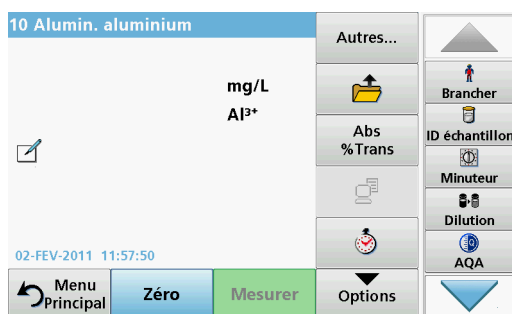 10 Alumin. aluminium
mg/L
Al³⁺
02-FEV-2011 11:57:50
Menu
Principal
Zéro
Mesurer
Autres...
Abs
%Trans
Options
Brancher
ID échantillon
Minuteur
Dilution
AQA